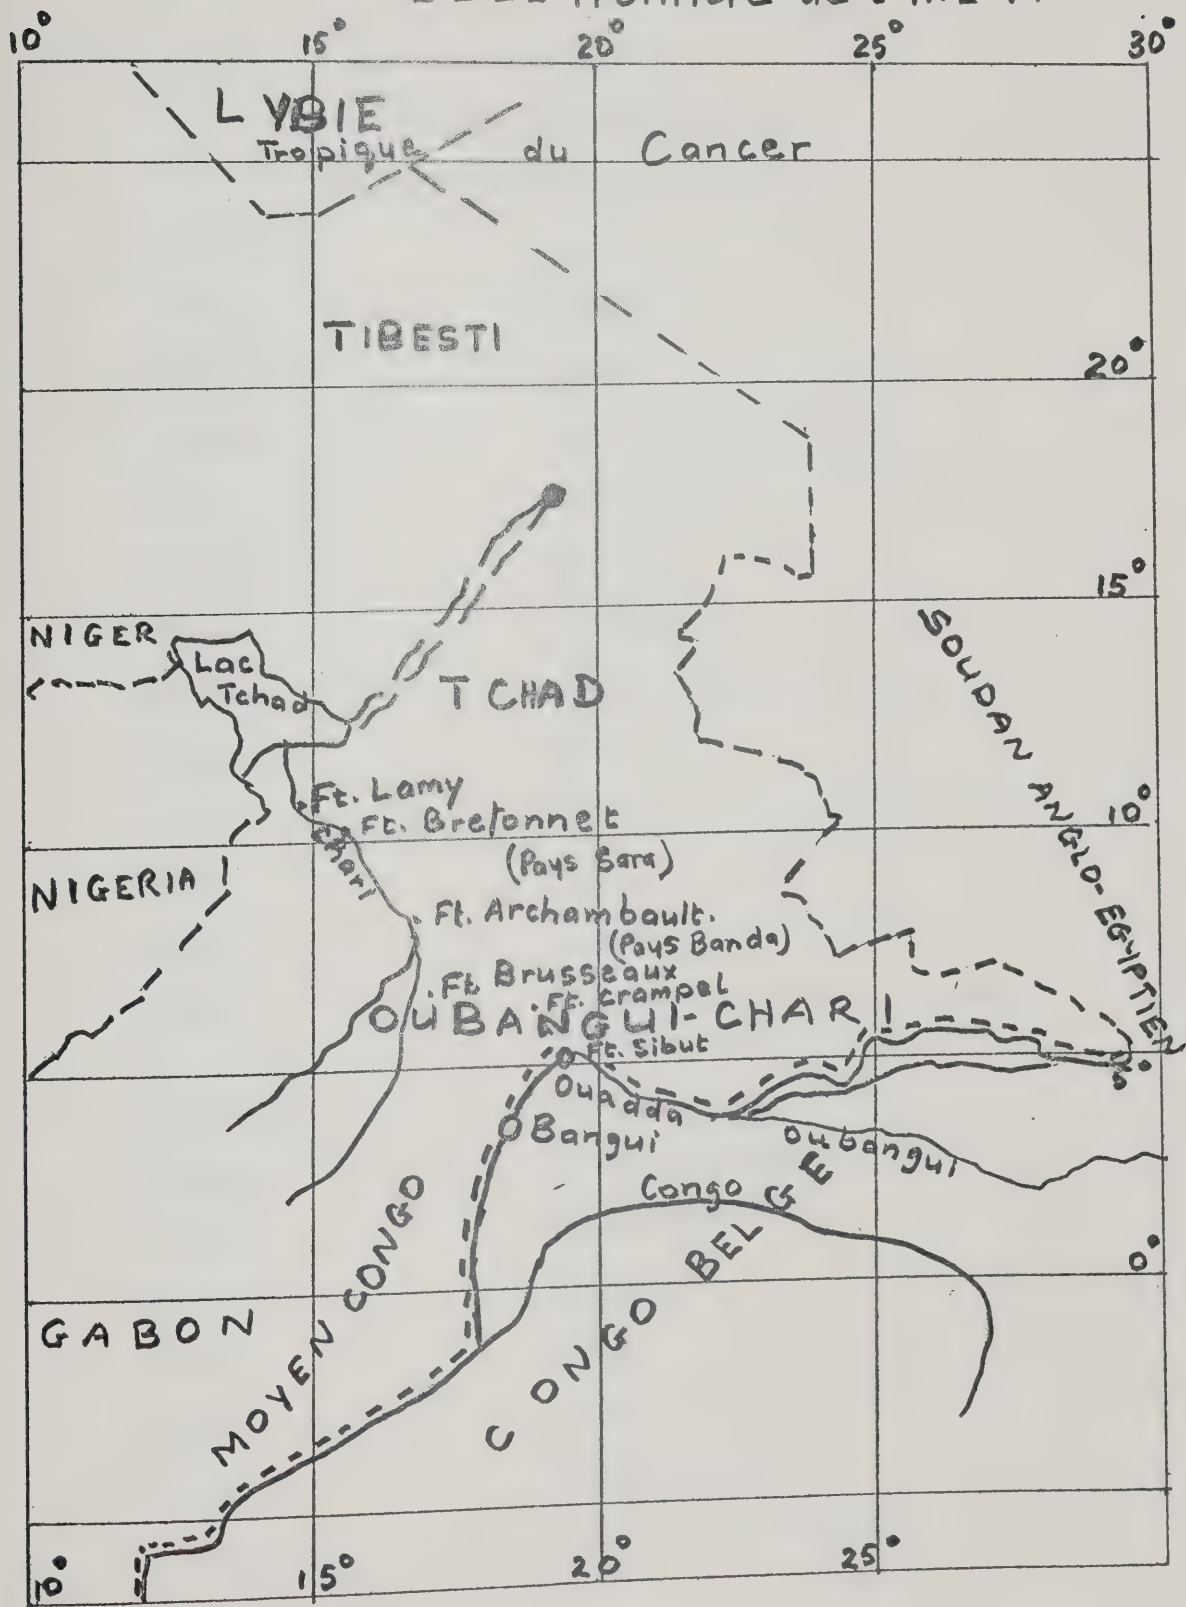 10° 15° 20° 25° 30°
LYBIE
Tropique du Cancer
TIBESTI
20°
15°
NIGER
Lac
Tchad
TCHAD
SOUDAN ANGLO-EGYPTIEN
Ft. Lamy
10°
Ft. Bretonnet
Chari
(Pays Sara)
NIGERIA
Ft. Archambault.
(Pays Banda)
Ft Brusseaux
Ft. Crampel
OUBANGUI-CHARI
Ft. Sibut
5°
Ouadda
Bangui
Oubangui
Congo
MOYEN CONGO
CONGO BELGE
0°
GABON
10° 15° 20° 25°